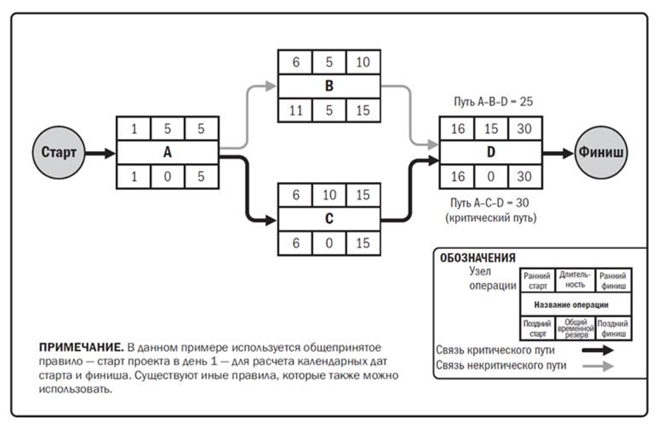 6 5 10
B
11 5 15
Путь A-B-D = 25
Старт
1 5 5
A
1 0 5
16 15 30
D
16 0 30
Финиш
Путь A-C-D = 30
(критический путь)
6 10 15
C
6 0 15
ОБОЗНАЧЕНИЯ
Узел
операции
Ранний
старт
Длитель-
ность
Ранний
финиш
Название операции
Поздний
старт
Общий
временной
резерв
Поздний
финиш
Связь критического пути
Связь некритического пути
ПРИМЕЧАНИЕ. В данном примере используется общепринятое
правило — старт проекта в день 1 — для расчета календарных дат
старта и финиша. Существуют иные правила, которые также можно
использовать.